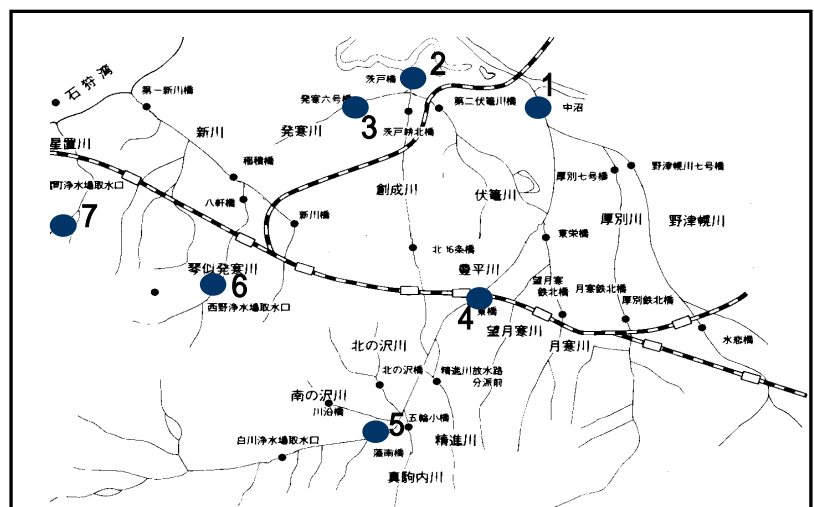 2
1
茨戸橋
石狩湾
第一新川橋
発寒六号橋
第二伏篭川橋
中沼
3
新川
発寒川
茨戸耕北橋
星置川
稲積橋
厚別七号橋
野津幌川七号橋
町浄水場取水口
創成川
伏篭川
八軒橋
新川橋
厚別川
野津幌川
7
東栄橋
北16条橋
琴似発寒川
豊平川
6
望月寒
鉄北橋
月寒鉄北橋
厚別鉄北橋
西野浄水場取水口
4
東橋
望月寒川
月寒川
水恋橋
北の沢川
北の沢橋
精進川放水路
分派前
南の沢川
川沿橋
五輪小橋
5
白川浄水場取水口
精進川
藻南橋
真駒内川